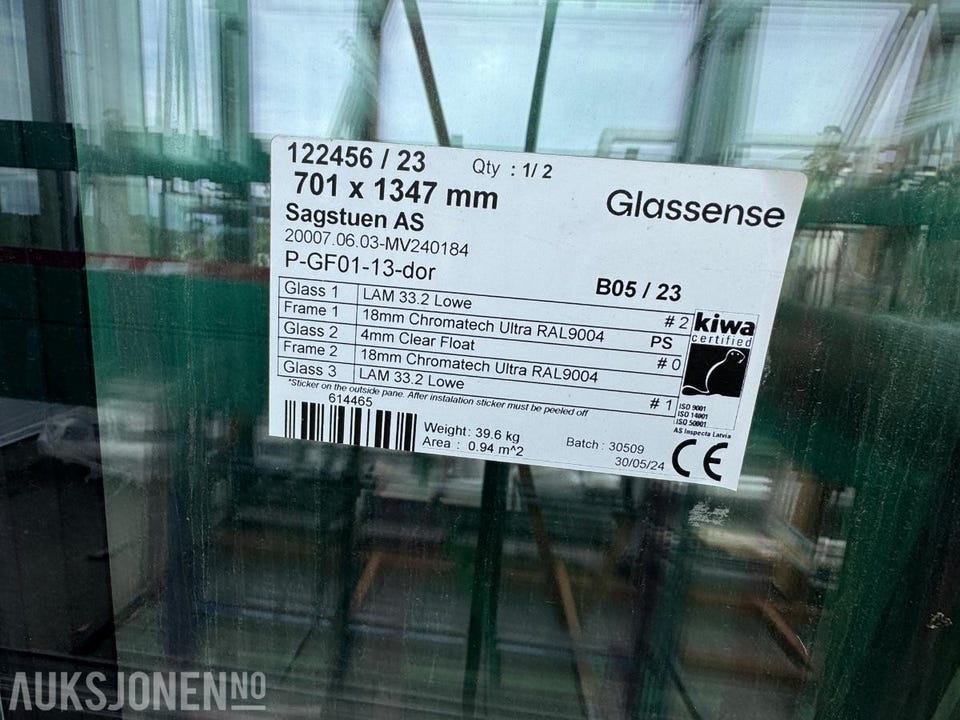 122456 / 23 Qty : 1/ 2
701 x 1347 mm
Glassense
Sagstuen AS
20007.06.03-MV240184
P-GF01-13-dor
B05 / 23
Glass 1 LAM 33.2 Lowe # 2
Frame 1 18mm Chromatech Ultra RAL9004 PS
Glass 2 4mm Clear Float # 0
Frame 2 18mm Chromatech Ultra RAL9004
Glass 3 LAM 33.2 Lowe # 1
kiwa
certified
ISO 9001
ISO 14001
ISO 50001
AS Inspecta Latvia
*Sticker on the outside pane. After instalation sticker must be peeled off
614465
Weight: 39.6 kg
Area : 0.94 m^2
Batch : 30509
30/05/24
CE
AUKSJONEN.NO